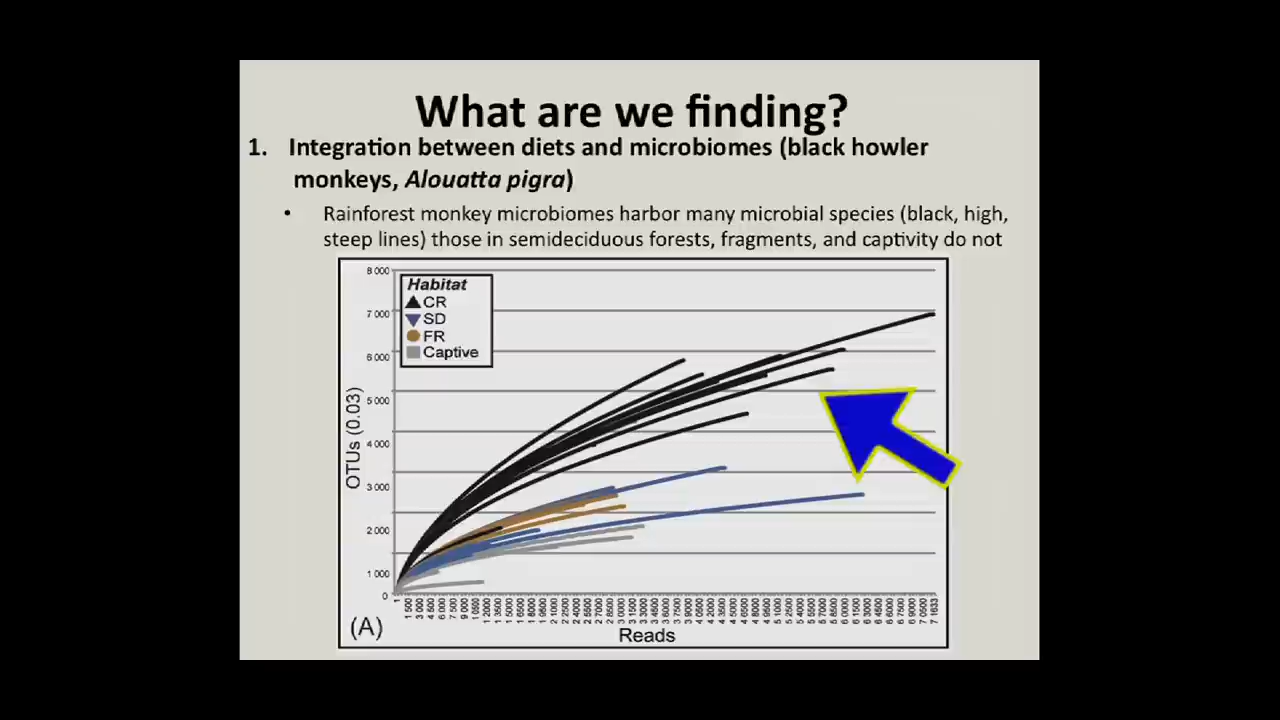 What are we finding?
1. Integration between diets and microbiomes (black howler
monkeys, Alouatta pigra)
• Rainforest monkey microbiomes harbor many microbial species (black, high,
steep lines) those in semideciduous forests, fragments, and captivity do not
Habitat
CR
SD
FR
Captive
8 000
7 000
6 000
5 000
4 000
3 000
2 000
1 000
0
OTUs (0.03)
(A)
Reads